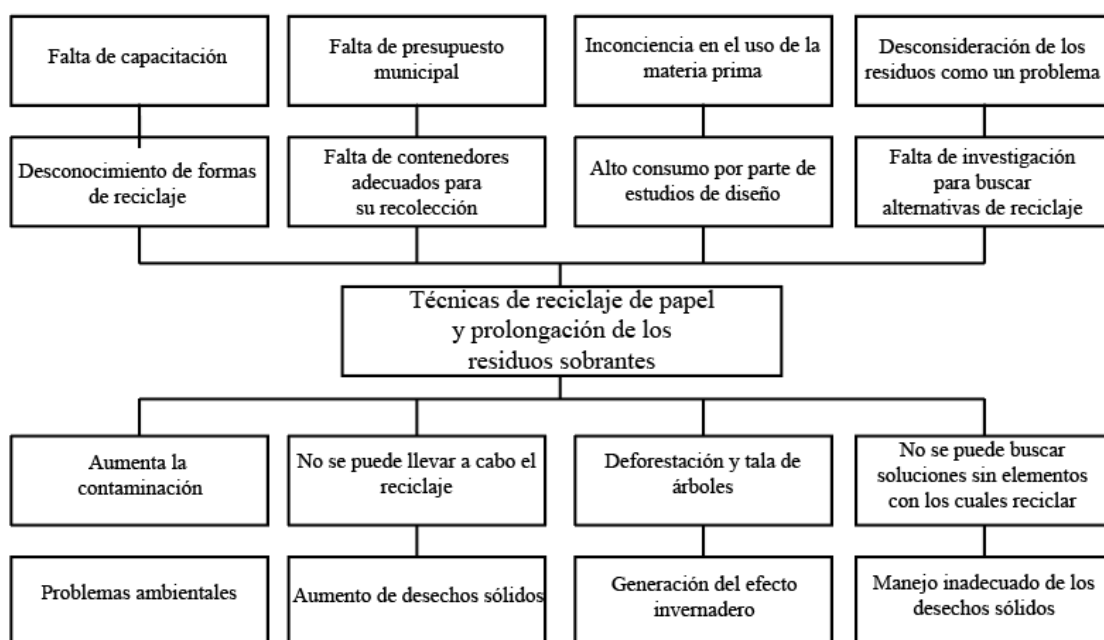 Falta de capacitación
Falta de presupuesto
municipal
Inconciencia en el uso de la
materia prima
Desconsideración de los
residuos como un problema
Desconocimiento de formas
de reciclaje
Falta de contenedores
adecuados para
su recolección
Alto consumo por parte de
estudios de diseño
Falta de investigación
para buscar
alternativas de reciclaje
Técnicas de reciclaje de papel
y prolongación de los
residuos sobrantes
Aumenta la
contaminación
No se puede llevar a cabo el
reciclaje
Deforestación y tala de
árboles
No se puede buscar
soluciones sin elementos
con los cuales reciclar
Problemas ambientales
Aumento de desechos sólidos
Generación del efecto
invernadero
Manejo inadecuado de los
desechos sólidos